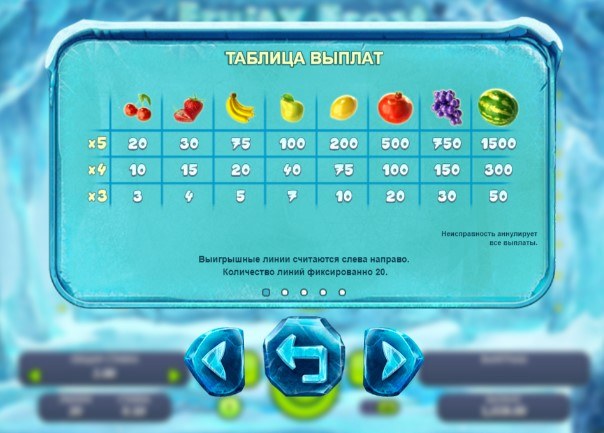 ТАБЛИЦА ВЫПЛАТ
x5 20 30 75 100 200 500 750 1500
x4 10 15 20 40 75 100 150 300
x3 3 4 5 7 10 20 30 50
Неисправность аннулирует
все выплаты.
Выигрышные линии считаются слева направо.
Количество линий фиксированно 20.